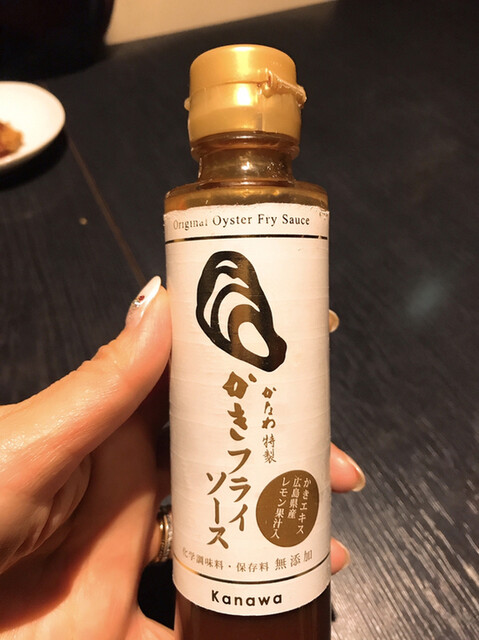 Original Oyster Fry Sauce
かなわ特製
かきフライ
ソース
かきエキス
広島県産
レモン果汁入
化学調味料・保存料 無添加
Kanawa